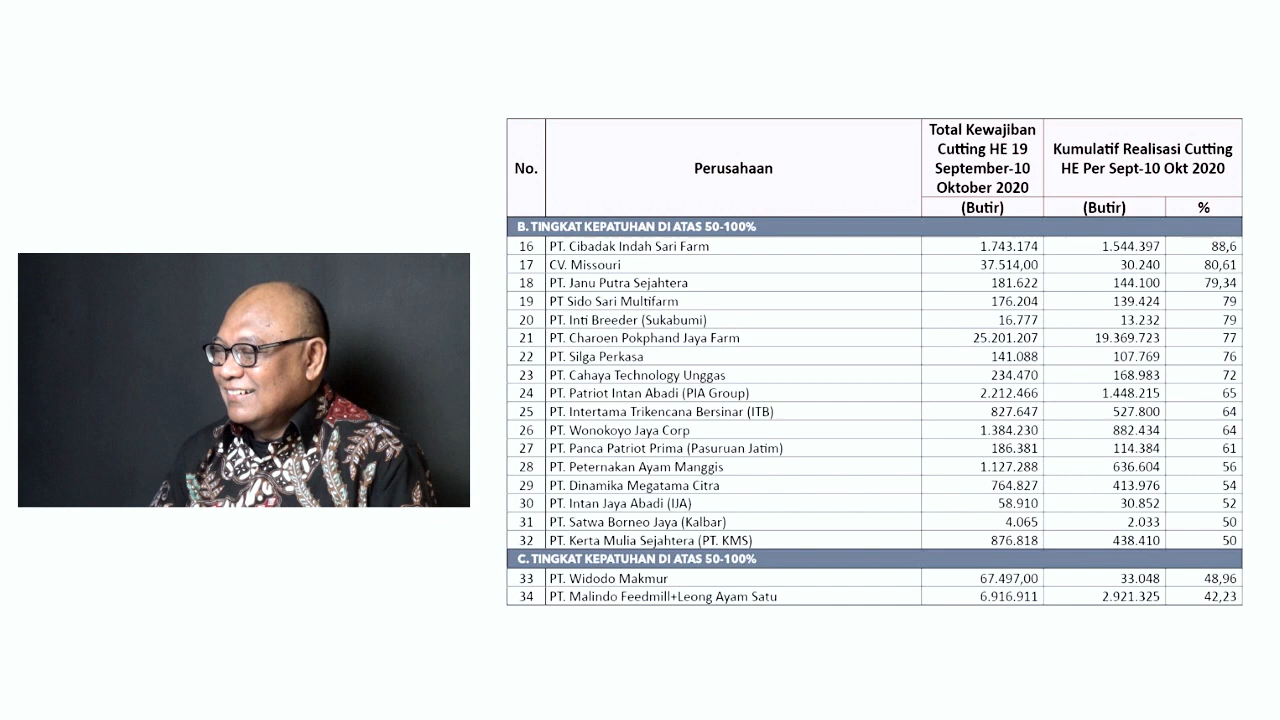 No.
Perusahaan
Total Kewajiban
Cutting HE 19
September-10
Oktober 2020
Kumulatif Realisasi Cutting
HE Per Sept-10 Okt 2020
(Butir) (Butir) %
B. TINGKAT KEPATUHAN DI ATAS 50-100%
16 PT. Cibadak Indah Sari Farm 1.743.174 1.544.397 88,6
17 CV. Missouri 37.514,00 30.240 80,61
18 PT. Janu Putra Sejahtera 181.622 144.100 79,34
19 PT Sido Sari Multifarm 176.204 139.424 79
20 PT. Inti Breeder (Sukabumi) 16.777 13.232 79
21 PT. Charoen Pokphand Jaya Farm 25.201.207 19.369.723 77
22 PT. Silga Perkasa 141.088 107.769 76
23 PT. Cahaya Technology Unggas 234.470 168.983 72
24 PT. Patriot Intan Abadi (PIA Group) 2.212.466 1.448.215 65
25 PT. Intertama Trikencana Bersinar (ITB) 827.647 527.800 64
26 PT. Wonokoyo Jaya Corp 1.384.230 882.434 64
27 PT. Panca Patriot Prima (Pasuruan Jatim) 186.381 114.384 61
28 PT. Peternakan Ayam Manggis 1.127.288 636.604 56
29 PT. Dinamika Megatama Citra 764.827 413.976 54
30 PT. Intan Jaya Abadi (IJA) 58.910 30.852 52
31 PT. Satwa Borneo Jaya (Kalbar) 4.065 2.033 50
32 PT. Kerta Mulia Sejahtera (PT. KMS) 876.818 438.410 50
C. TINGKAT KEPATUHAN DI ATAS 50-100%
33 PT. Widodo Makmur 67.497,00 33.048 48,96
34 PT. Malindo Feedmill+Leong Ayam Satu 6.916.911 2.921.325 42,23